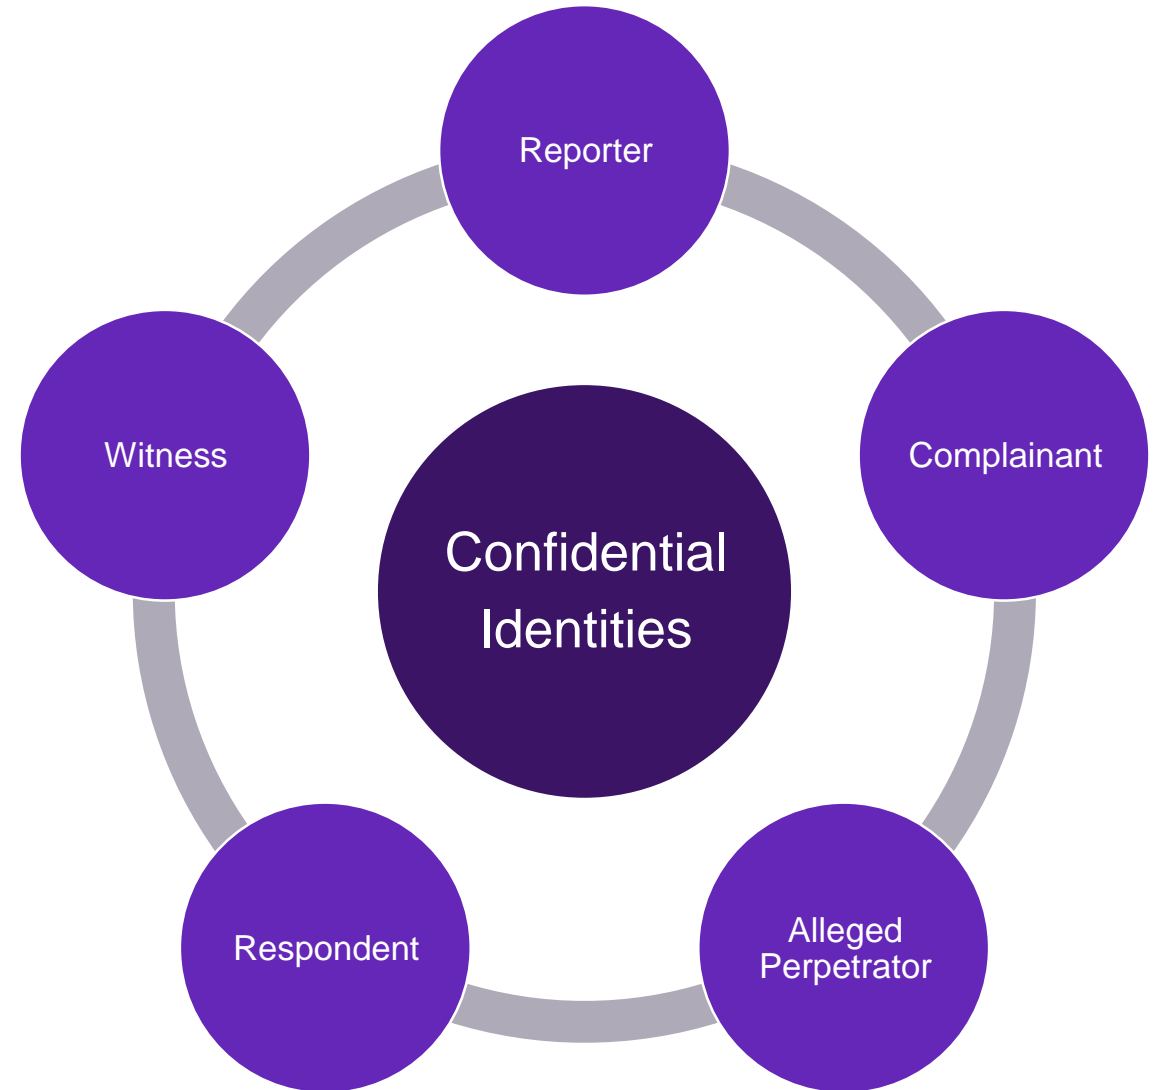 Reporter
Complainant
Alleged
Perpetrator
Respondent
Witness
Confidential
Identities